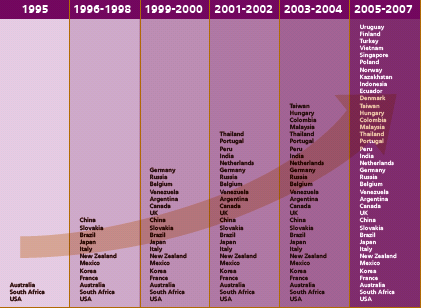 1995
1996-1998
1999-2000
2001-2002
2003-2004
2005-2007
Australia
South Africa
USA
China
Slovakia
Brazil
Japan
Italy
New Zealand
Mexico
Korea
France
Australia
South Africa
USA
Germany
Russia
Belgium
Venezuela
Argentina
Canada
UK
China
Slovakia
Brazil
Japan
Italy
New Zealand
Mexico
Korea
France
Australia
South Africa
USA
Thailand
Portugal
Peru
India
Netherlands
Germany
Russia
Belgium
Venezuela
Argentina
Canada
UK
China
Slovakia
Brazil
Japan
Italy
New Zealand
Mexico
Korea
France
Australia
South Africa
USA
Taiwan
Hungary
Colombia
Malaysia
Thailand
Portugal
Peru
India
Netherlands
Germany
Russia
Belgium
Venezuela
Argentina
Canada
UK
China
Slovakia
Brazil
Japan
Italy
New Zealand
Mexico
Korea
France
Australia
South Africa
USA
Uruguay
Finland
Turkey
Vietnam
Singapore
Poland
Norway
Kazakhstan
Indonesia
Ecuador
Denmark
Taiwan
Hungary
Colombia
Malaysia
Thailand
Portugal
Peru
India
Netherlands
Germany
Russia
Belgium
Venezuela
Argentina
Canada
UK
China
Slovakia
Brazil
Japan
Italy
New Zealand
Mexico
Korea
France
Australia
South Africa
USA